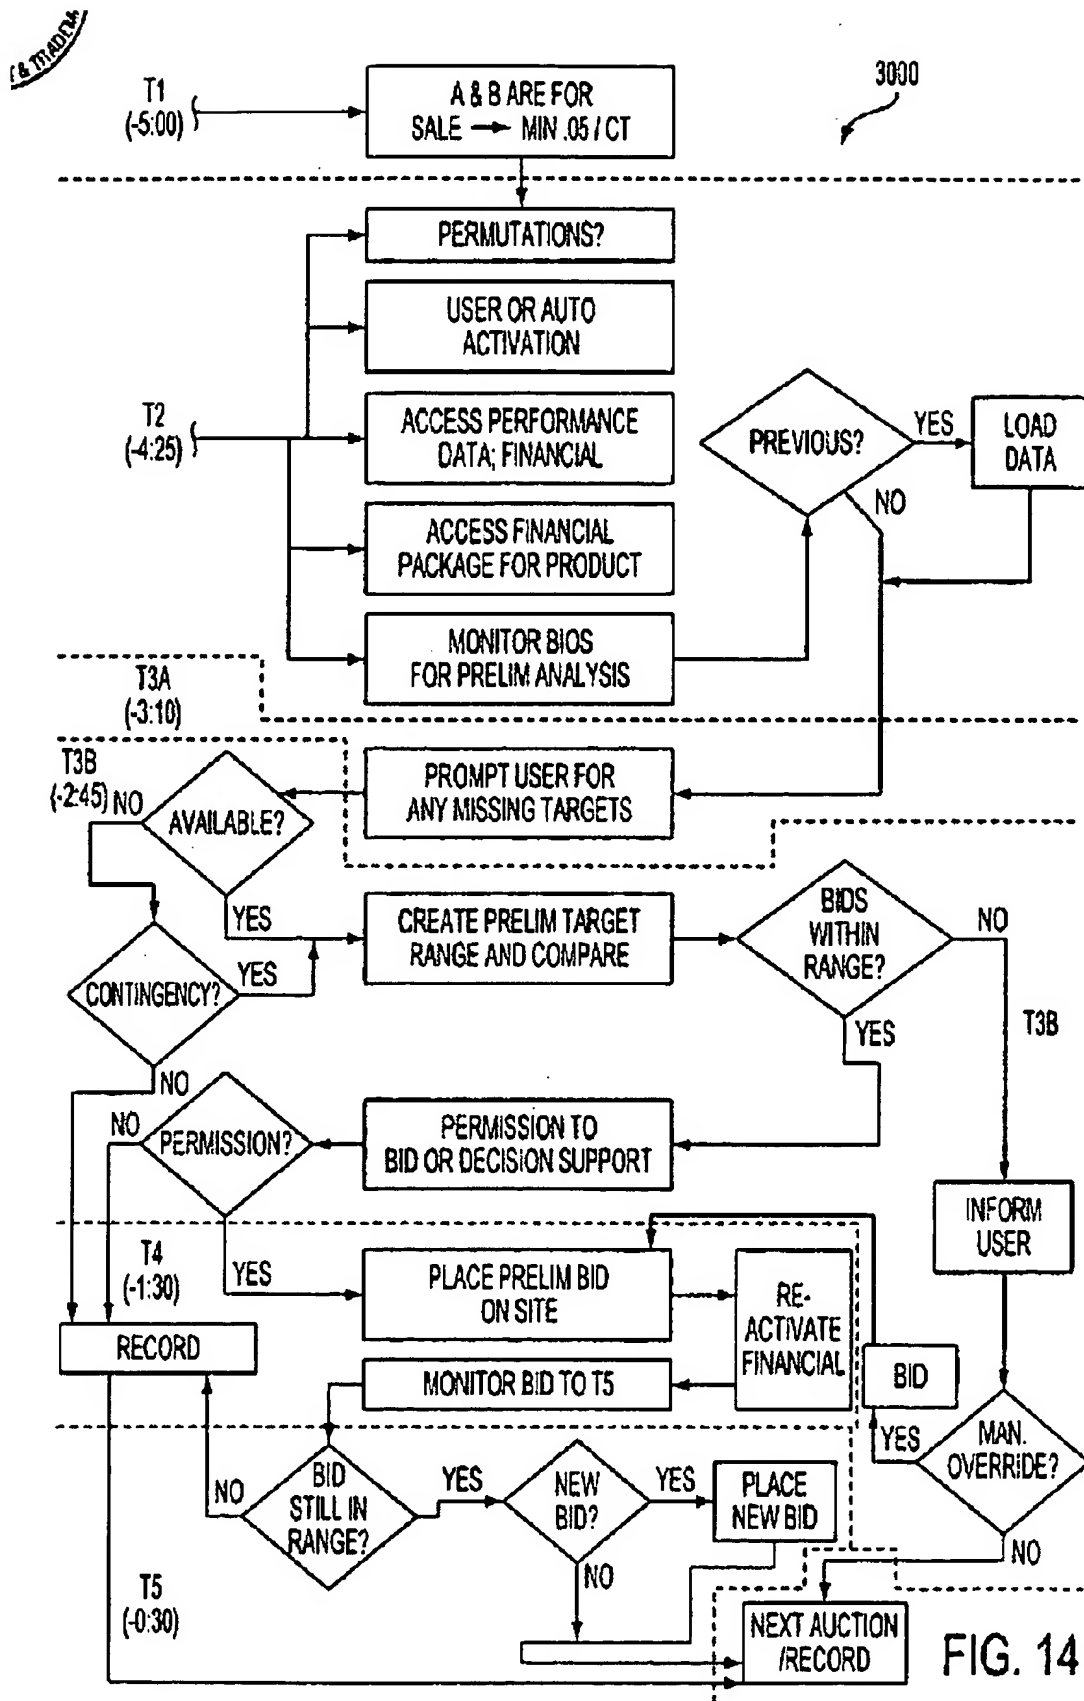 T & TRADEMA
T1
(-5:00)
A & B ARE FOR
SALE → MIN .05 / CT
3000
PERMUTATIONS?
USER OR AUTO
ACTIVATION
T2
(-4:25)
ACCESS PERFORMANCE
DATA; FINANCIAL
PREVIOUS?
YES
LOAD
DATA
NO
ACCESS FINANCIAL
PACKAGE FOR PRODUCT
MONITOR BIDS
FOR PRELIM ANALYSIS
T3A
(-3:10)
T3B
(-2:45)
NO
AVAILABLE?
PROMPT USER FOR
ANY MISSING TARGETS
YES
CREATE PRELIM TARGET
RANGE AND COMPARE
BIDS
WITHIN
RANGE?
NO
CONTINGENCY?
YES
YES
T3B
NO
NO
PERMISSION?
PERMISSION TO
BID OR DECISION SUPPORT
INFORM
USER
T4
(-1:30)
YES
PLACE PRELIM BID
ON SITE
RE-
ACTIVATE
FINANCIAL
RECORD
MONITOR BID TO T5
BID
YES
MAN.
OVERRIDE?
NO
BID
STILL IN
RANGE?
YES
NEW
BID?
YES
PLACE
NEW BID
NO
NO
T5
(-0:30)
NEXT AUCTION
/RECORD
FIG. 14